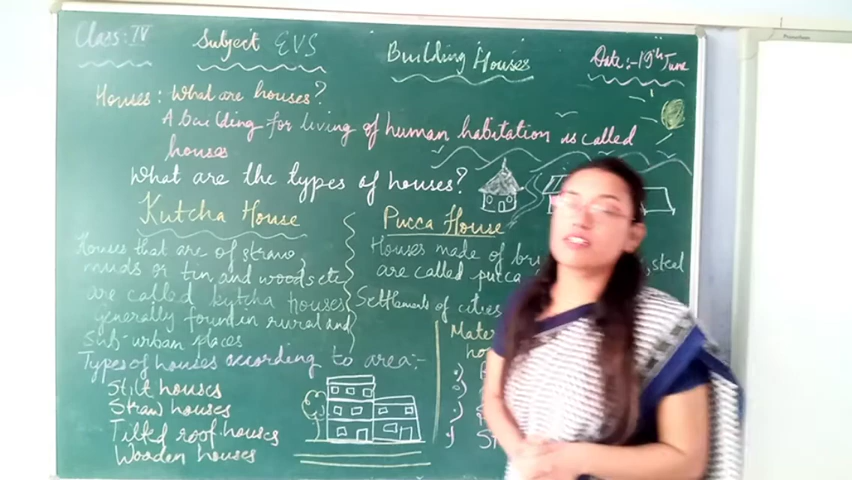 Class: IV Subject EVS Building Houses Date:-19th June
Houses: What are houses?
A building for living of human habitation is called
houses
What are the types of houses?
Kutcha House
Houses that are of straw,
muds or tin, and woods etc
are called kutcha houses
generally found in rural and
Sub-urban places
Pucca House
Houses made of , steel
are called pucca
Settlements of cities
Types of houses according to area:-
Stilt houses
Straw houses
Tilted roof houses
Wooden houses